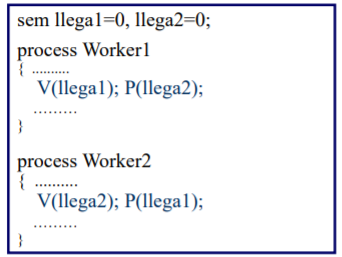 sem llega1=0, llega2=0;
process Worker1
{ ..........
V(llega1); P(llega2);
.........
}
process Worker2
{ ..........
V(llega2); P(llega1);
.........
}